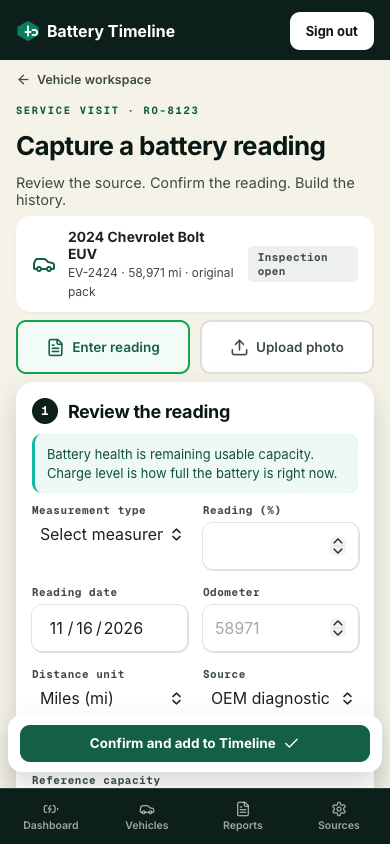 Battery Timeline
Sign out
Vehicle workspace
SERVICE VISIT · RO-8123
Capture a battery reading
Review the source. Confirm the reading. Build the
history.
2024 Chevrolet Bolt
EUV
EV-2424 · 58,971 mi · original
pack
Inspection
open
Enter reading
Upload photo
1 Review the reading
Battery health is remaining usable capacity.
Charge level is how full the battery is right now.
Measurement type
Reading (%)
Select measurer
Reading date
Odometer
11/16/2026
58971
Distance unit
Source
Miles (mi)
OEM diagnostic
Confirm and add to Timeline
Reference capacity
Dashboard
Vehicles
Reports
Sources